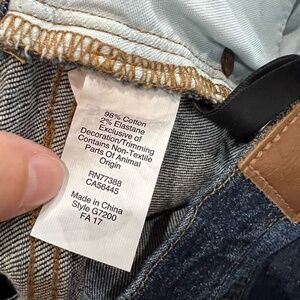 98% Cotton
2% Elastane
Exclusive of
Decoration/Trimming
Contains Non-Textile
Parts Of Animal
Origin
RN77388
CA56445
Made in China
Style G7200
FA 17